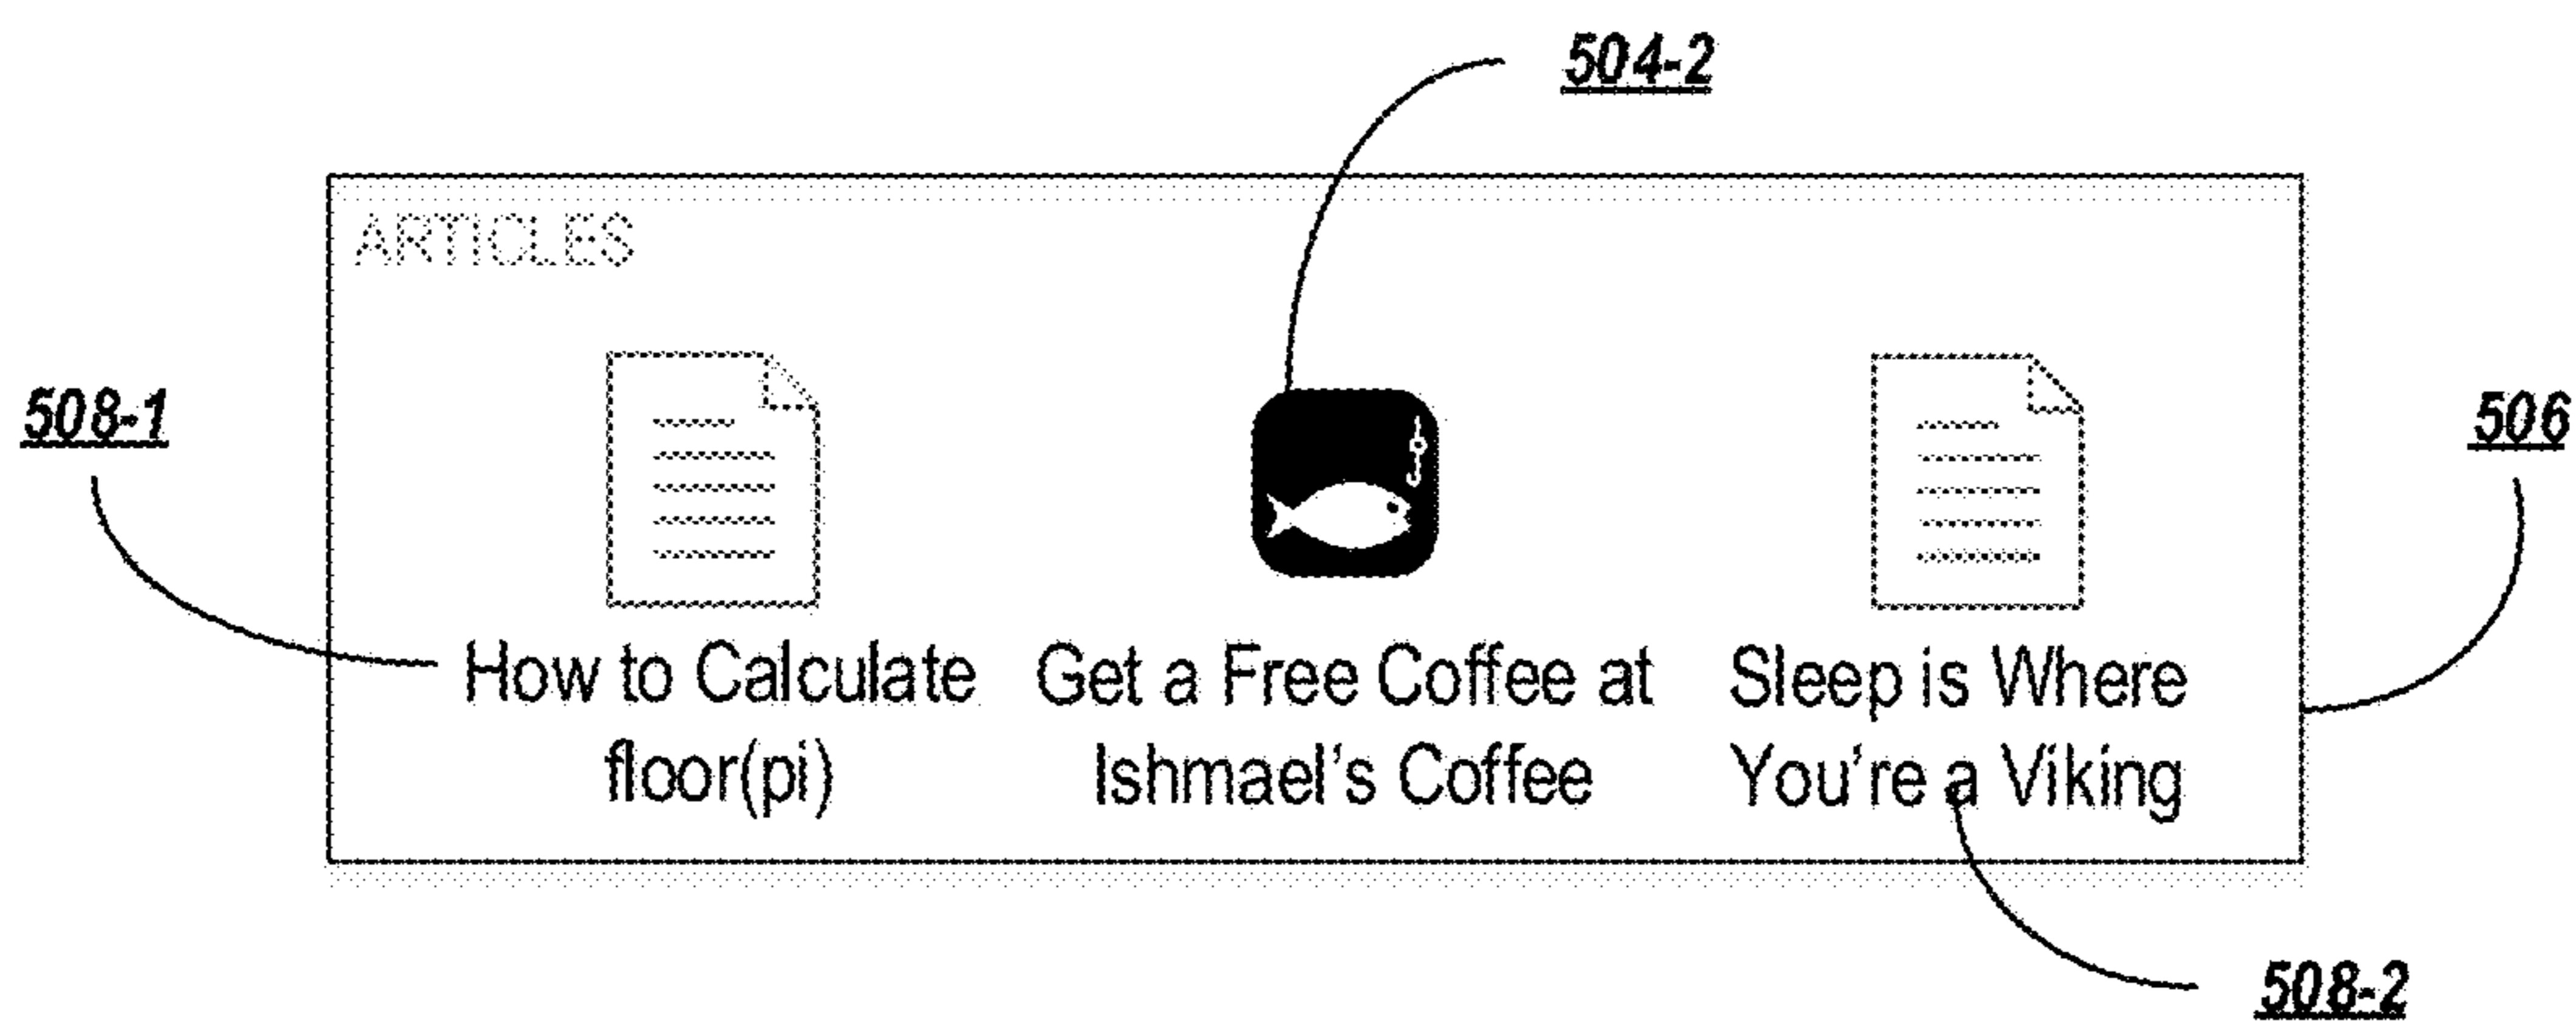 504-2
ARTICLES
508-1
506
How to Calculate
floor(pi)
Get a Free Coffee at
Ishmael's Coffee
Sleep is Where
You're a Viking
508-2